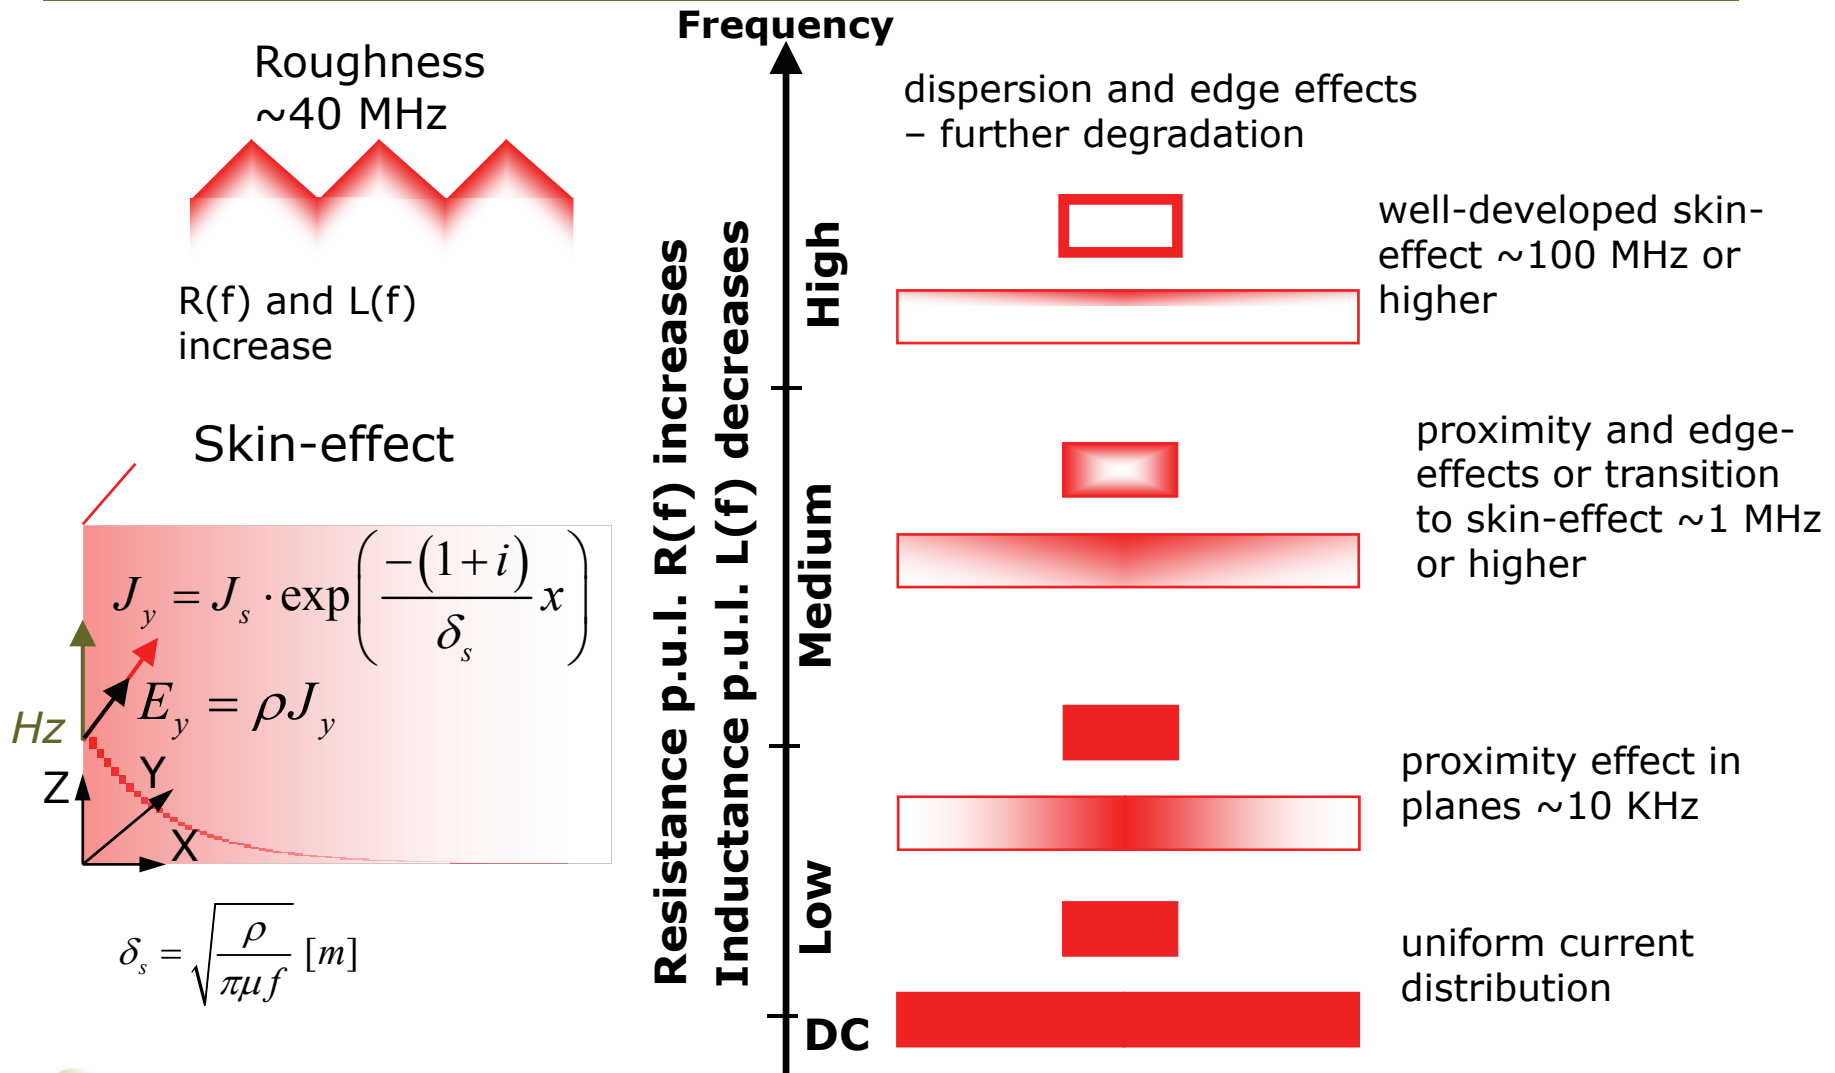 Frequency
Roughness
~40 MHz
R(f) and L(f)
increase
Skin-effect
J_y = J_s · exp( −(1+i)/δ_s x )
E_y = ρJ_y
Hz
Z
Y
X
δ_s = √(ρ/(πμf)) [m]
Resistance p.u.l. R(f) increases
Inductance p.u.l. L(f) decreases
High
Medium
Low
DC
dispersion and edge effects
– further degradation
well-developed skin-
effect ~100 MHz or
higher
proximity and edge-
effects or transition
to skin-effect ~1 MHz
or higher
proximity effect in
planes ~10 KHz
uniform current
distribution